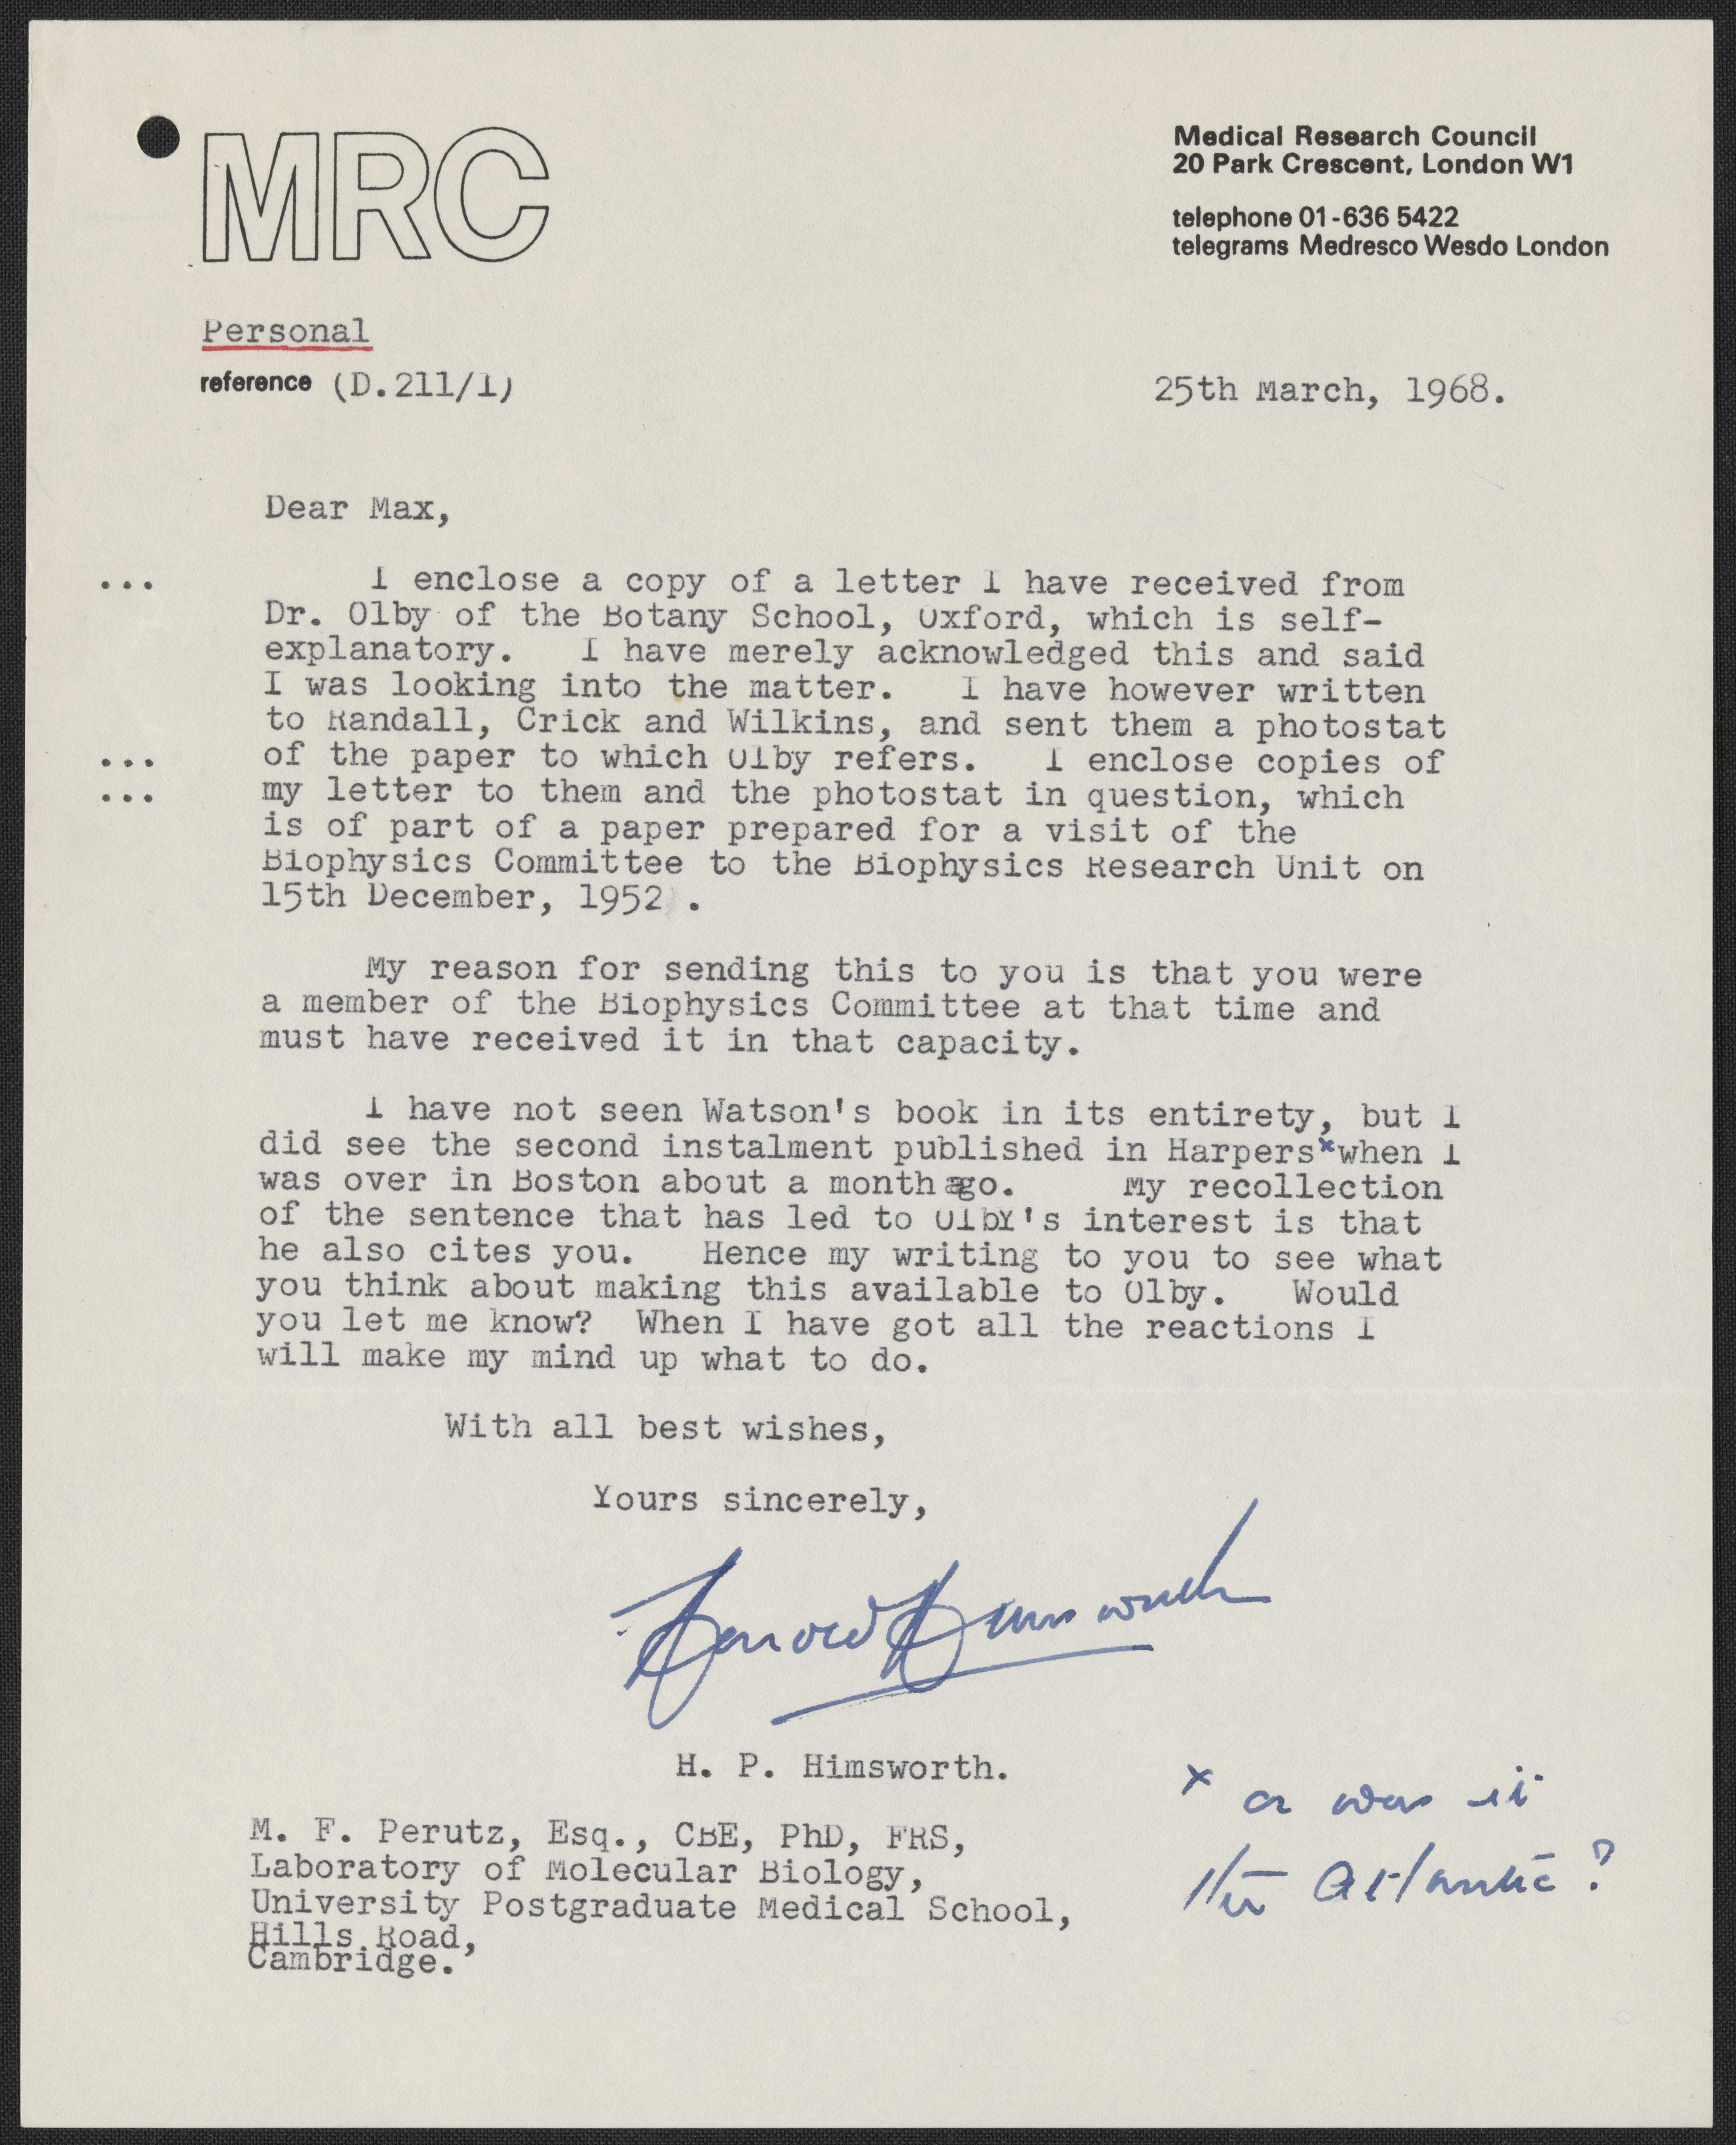 MRC
Medical Research Council
20 Park Crescent, London W1
telephone 01-636 5422
telegrams Medresco Wesdo London
Personal
reference (D.211/1)
25th March, 1968.
Dear Max,
... I enclose a copy of a letter I have received from
Dr. Olby of the Botany School, Oxford, which is self-
explanatory. I have merely acknowledged this and said
I was looking into the matter. I have however written
to Randall, Crick and Wilkins, and sent them a photostat
... of the paper to which Olby refers. I enclose copies of
... my letter to them and the photostat in question, which
is of part of a paper prepared for a visit of the
Biophysics Committee to the Biophysics Research Unit on
15th December, 1952 .
My reason for sending this to you is that you were
a member of the Biophysics Committee at that time and
must have received it in that capacity.
I have not seen Watson's book in its entirety, but I
did see the second instalment published in Harpers x when I
was over in Boston about a month ago. My recollection
of the sentence that has led to OlbY's interest is that
he also cites you. Hence my writing to you to see what
you think about making this available to Olby. Would
you let me know? When I have got all the reactions I
will make my mind up what to do.
With all best wishes,
Yours sincerely,
Harold Himsworth
H. P. Himsworth.
x or was it
the Atlantic?
M. F. Perutz, Esq., CBE, PhD, FRS,
Laboratory of Molecular Biology,
University Postgraduate Medical School,
Hills Road,
Cambridge.